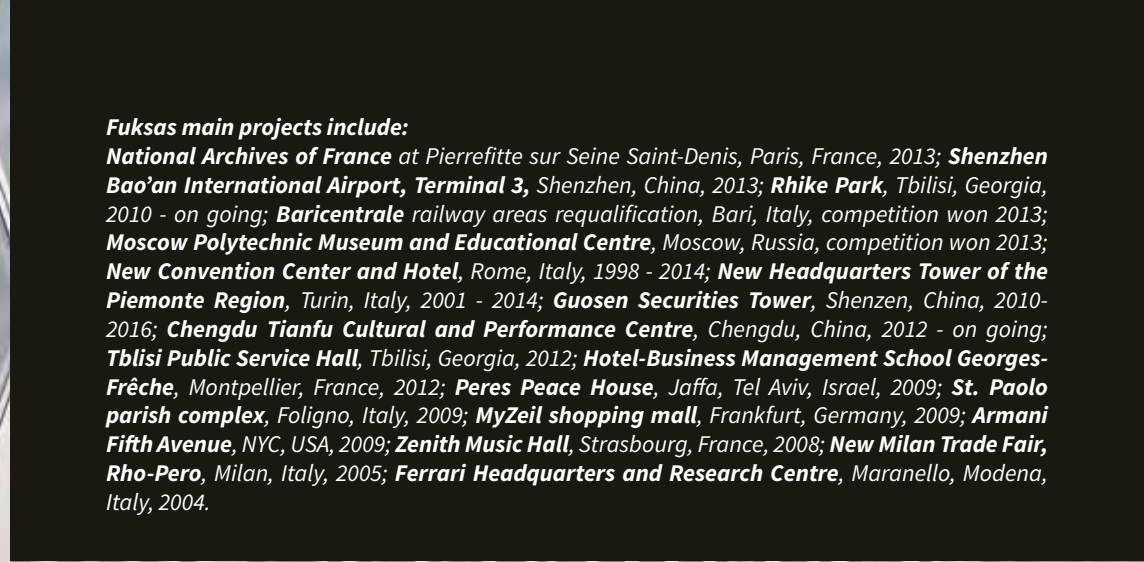 Fuksas main projects include:
National Archives of France at Pierrefitte sur Seine Saint-Denis, Paris, France, 2013; Shenzhen
Bao’an International Airport, Terminal 3, Shenzhen, China, 2013; Rhike Park, Tbilisi, Georgia,
2010 - on going; Baricentrale railway areas requalification, Bari, Italy, competition won 2013;
Moscow Polytechnic Museum and Educational Centre, Moscow, Russia, competition won 2013;
New Convention Center and Hotel, Rome, Italy, 1998 - 2014; New Headquarters Tower of the
Piemonte Region, Turin, Italy, 2001 - 2014; Guosen Securities Tower, Shenzen, China, 2010-
2016; Chengdu Tianfu Cultural and Performance Centre, Chengdu, China, 2012 - on going;
Tblisi Public Service Hall, Tbilisi, Georgia, 2012; Hotel-Business Management School Georges-
Frêche, Montpellier, France, 2012; Peres Peace House, Jaffa, Tel Aviv, Israel, 2009; St. Paolo
parish complex, Foligno, Italy, 2009; MyZeil shopping mall, Frankfurt, Germany, 2009; Armani
Fifth Avenue, NYC, USA, 2009; Zenith Music Hall, Strasbourg, France, 2008; New Milan Trade Fair,
Rho-Pero, Milan, Italy, 2005; Ferrari Headquarters and Research Centre, Maranello, Modena,
Italy, 2004.